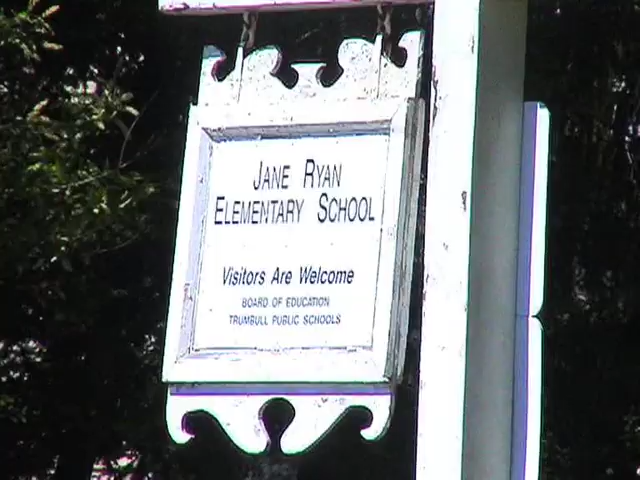 Jane Ryan
Elementary School
Visitors Are Welcome
BOARD OF EDUCATION
TRUMBULL PUBLIC SCHOOLS